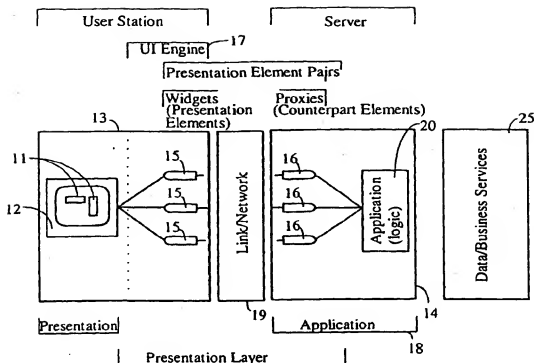 User Station
Server
17
UI Engine
Presentation Element Pairs
Widgets
(Presentation
Elements)
Proxies
(Counterpart Elements)
13
20
25
11
15
16
12
15
16
15
16
Link/Network
Application
(logic)
Data/Business Services
19
14
Presentation
Application
18
Presentation Layer